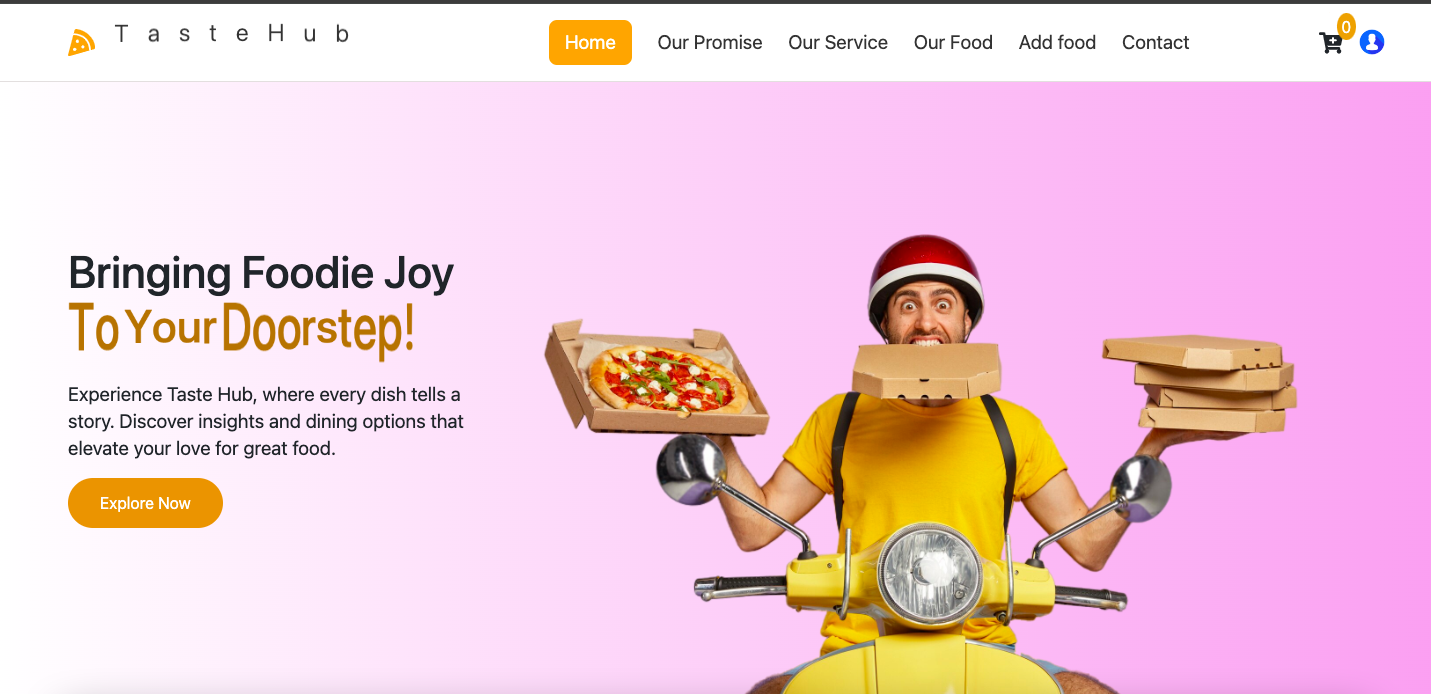 TasteHub
Home Our Promise Our Service Our Food Add food Contact
0
Bringing Foodie Joy
To Your Doorstep!
Experience Taste Hub, where every dish tells a
story. Discover insights and dining options that
elevate your love for great food.
Explore Now